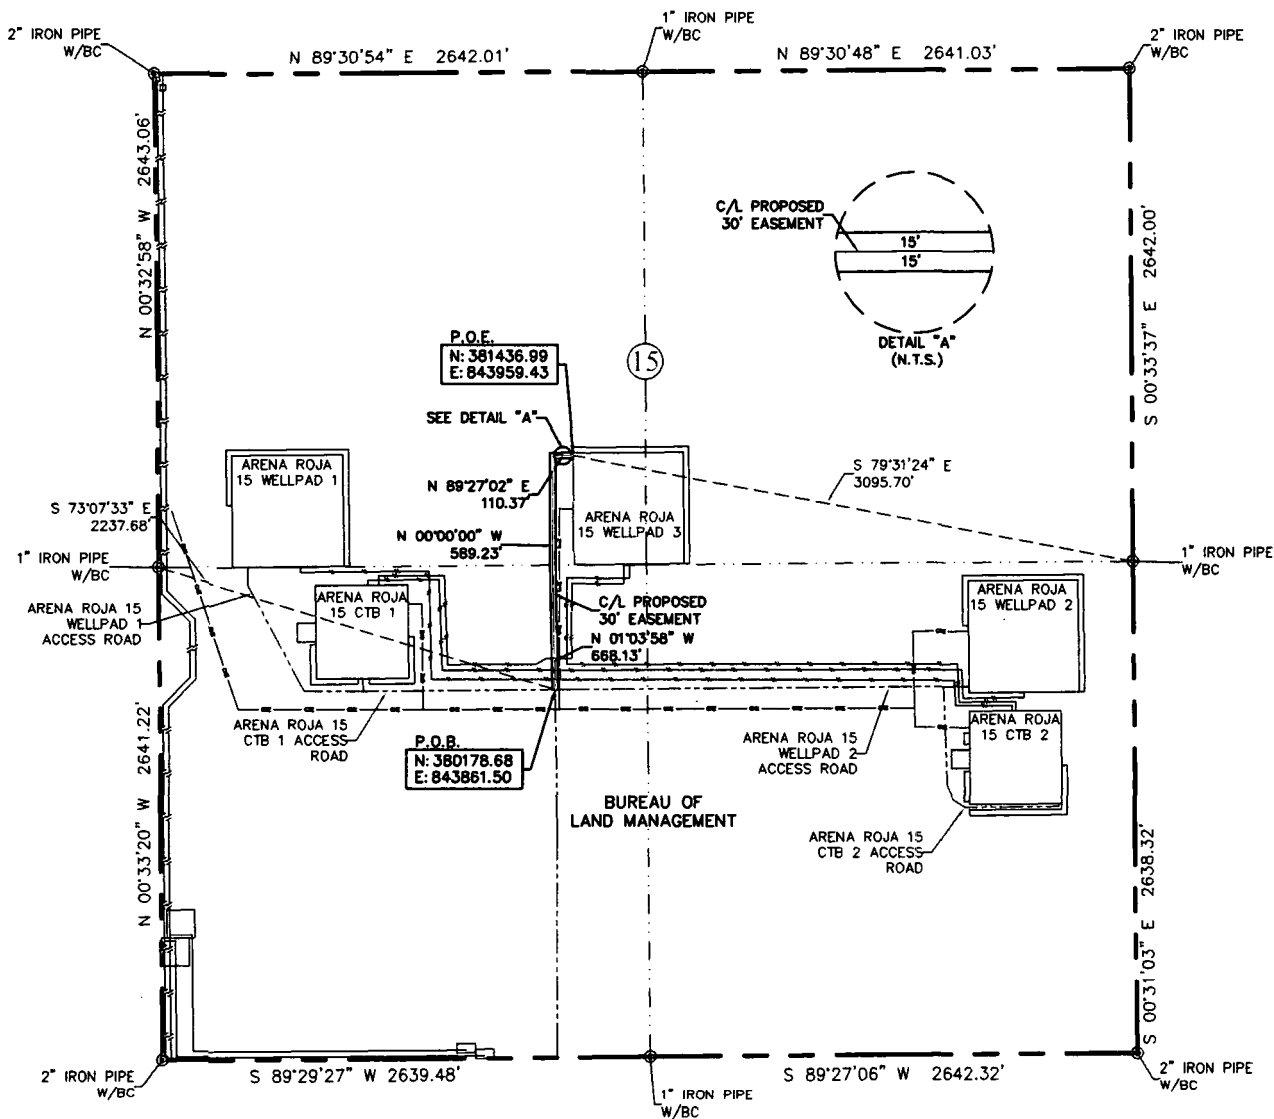 2" IRON PIPE
W/BC
N 89°30'54" E 2642.01'
1" IRON PIPE
W/BC
N 89°30'48" E 2641.03'
2" IRON PIPE
W/BC
N 00°32'58" W 2643.06'
S 00°33'37" E 2642.00'
C/L PROPOSED
30' EASEMENT
15'
15'
DETAIL "A"
(N.T.S.)
P.O.E.
N: 381436.99
E: 843959.43
15
SEE DETAIL "A"
ARENA ROJA
15 WELLPAD 1
S 79°31'24" E
3095.70'
N 89°27'02" E
110.37'
S 73°07'33" E
2237.68'
ARENA ROJA
15 WELLPAD 3
N 00°00'00" W
589.23'
1" IRON PIPE
W/BC
1" IRON PIPE
W/BC
ARENA ROJA 15
WELLPAD 1
ACCESS ROAD
ARENA ROJA
15 CTB 1
C/L PROPOSED
30' EASEMENT
ARENA ROJA
15 WELLPAD 2
N 01°03'58" W
668.13'
N 00°33'20" W 2641.22'
ARENA ROJA 15
CTB 1 ACCESS
ROAD
P.O.B.
N: 380178.68
E: 843861.50
ARENA ROJA 15
WELLPAD 2
ACCESS ROAD
ARENA ROJA
15 CTB 2
BUREAU OF
LAND MANAGEMENT
ARENA ROJA 15
CTB 2 ACCESS
ROAD
S 00°31'03" E 2638.32'
2" IRON PIPE
W/BC
S 89°29'27" W 2639.48'
1" IRON PIPE
W/BC
S 89°27'06" W 2642.32'
2" IRON PIPE
W/BC